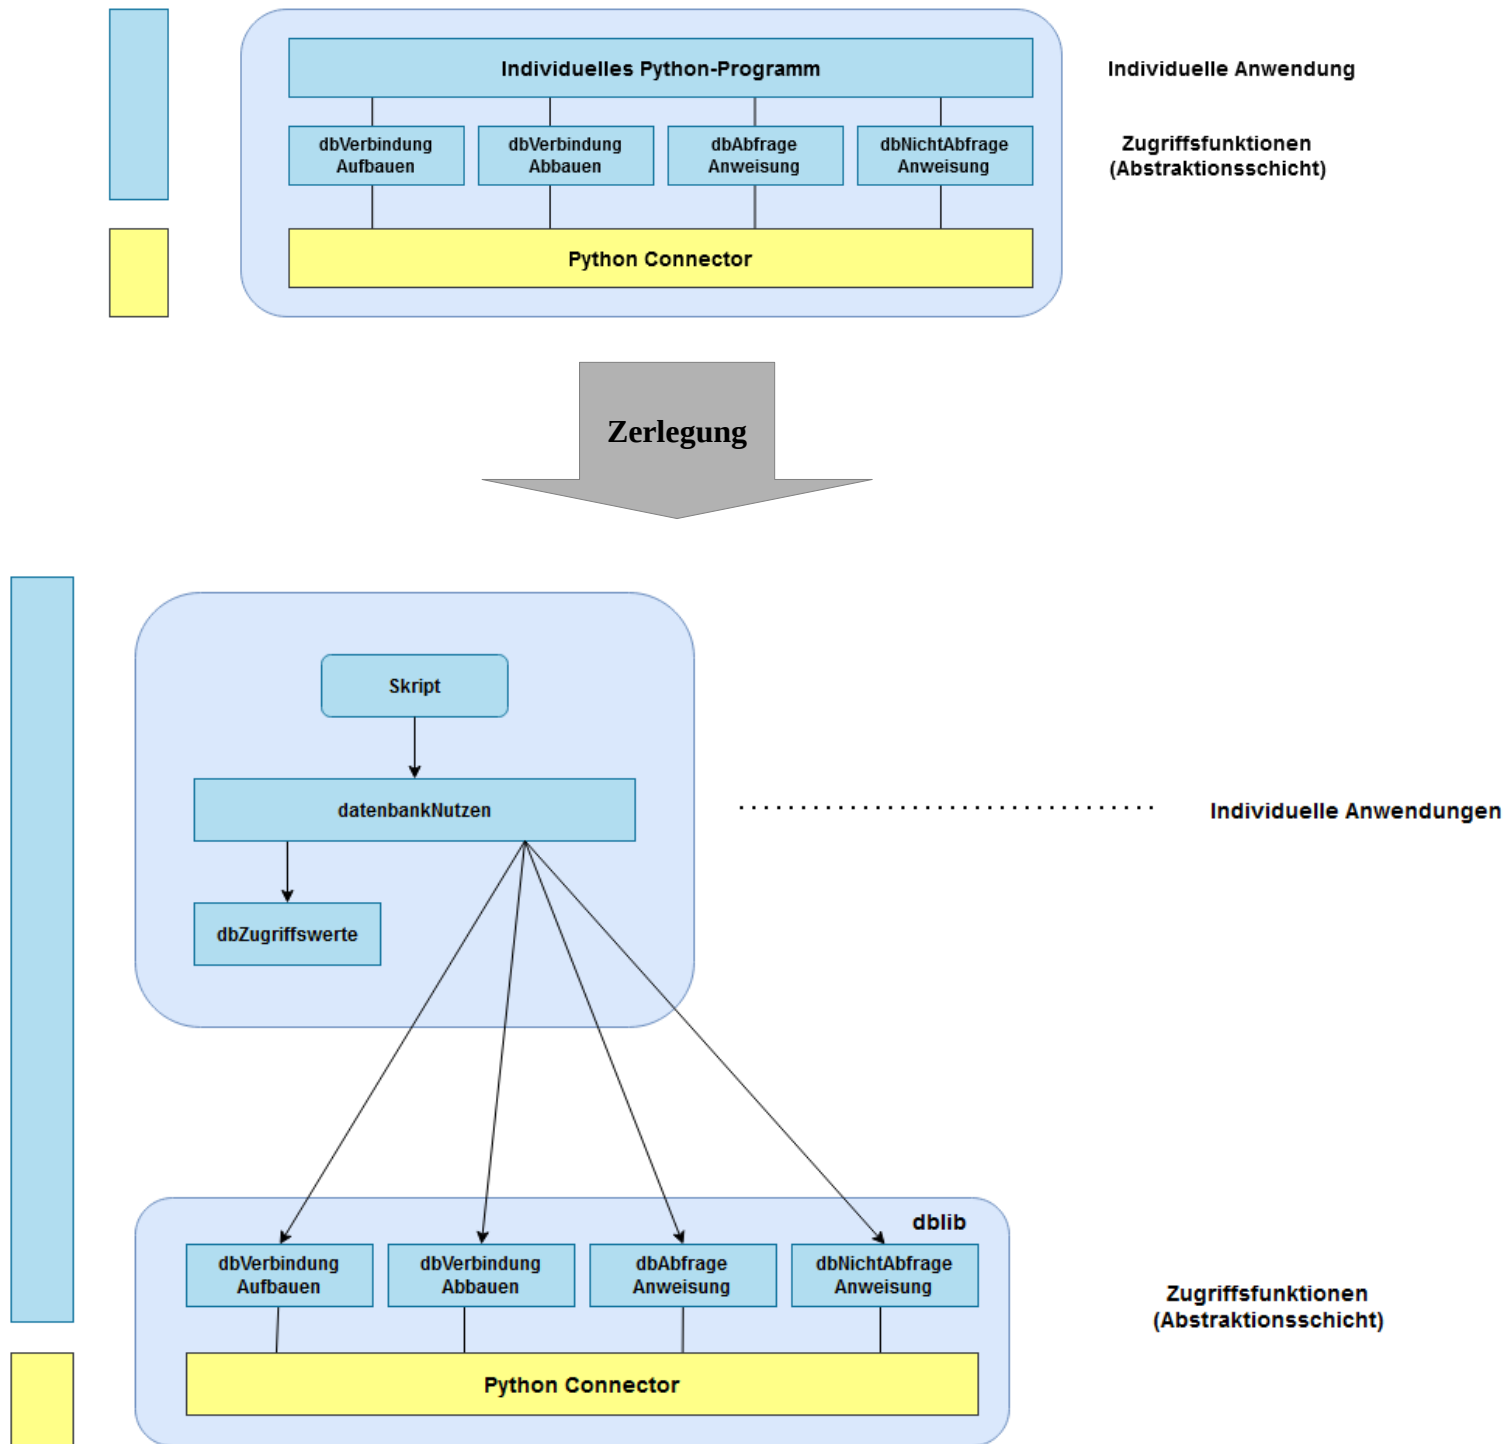 Individuelles Python-Programm
Individuelle Anwendung
dbVerbindung
Aufbauen
dbVerbindung
Abbauen
dbAbfrage
Anweisung
dbNichtAbfrage
Anweisung
Zugriffsfunktionen
(Abstraktionsschicht)
Python Connector
Zerlegung
Skript
datenbankNutzen
Individuelle Anwendungen
dbZugriffswerte
dblib
dbVerbindung
Aufbauen
dbVerbindung
Abbauen
dbAbfrage
Anweisung
dbNichtAbfrage
Anweisung
Zugriffsfunktionen
(Abstraktionsschicht)
Python Connector